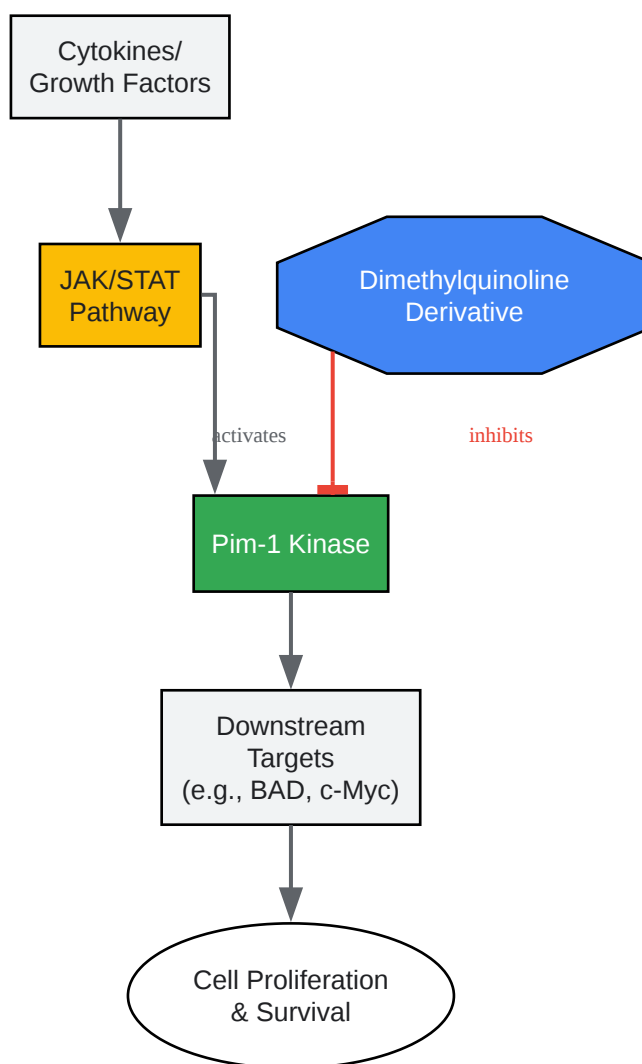 Cytokines/
Growth Factors
JAK/STAT
Pathway
Dimethylquinoline
Derivative
activates
inhibits
Pim-1 Kinase
Downstream
Targets
(e.g., BAD, c-Myc)
Cell Proliferation
& Survival